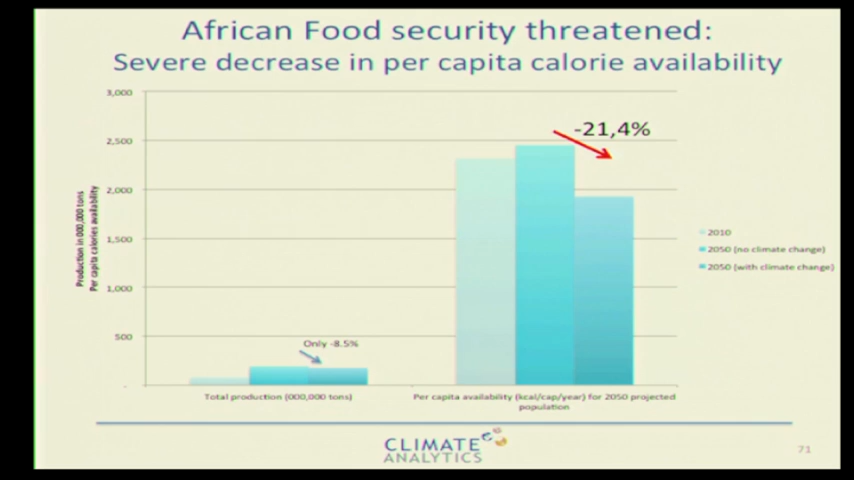 African Food security threatened:
Severe decrease in per capita calorie availability
3,000
2,500
2,000
1,500
1,000
500
-
Production in 000,000 tons
Per capita calories availability
-21,4%
Only -8.5%
2010
2050 (no climate change)
2050 (with climate change)
Total production (000,000 tons)
Per capita availability (kcal/cap/year) for 2050 projected
population
CLIMATE
ANALYTICS
71